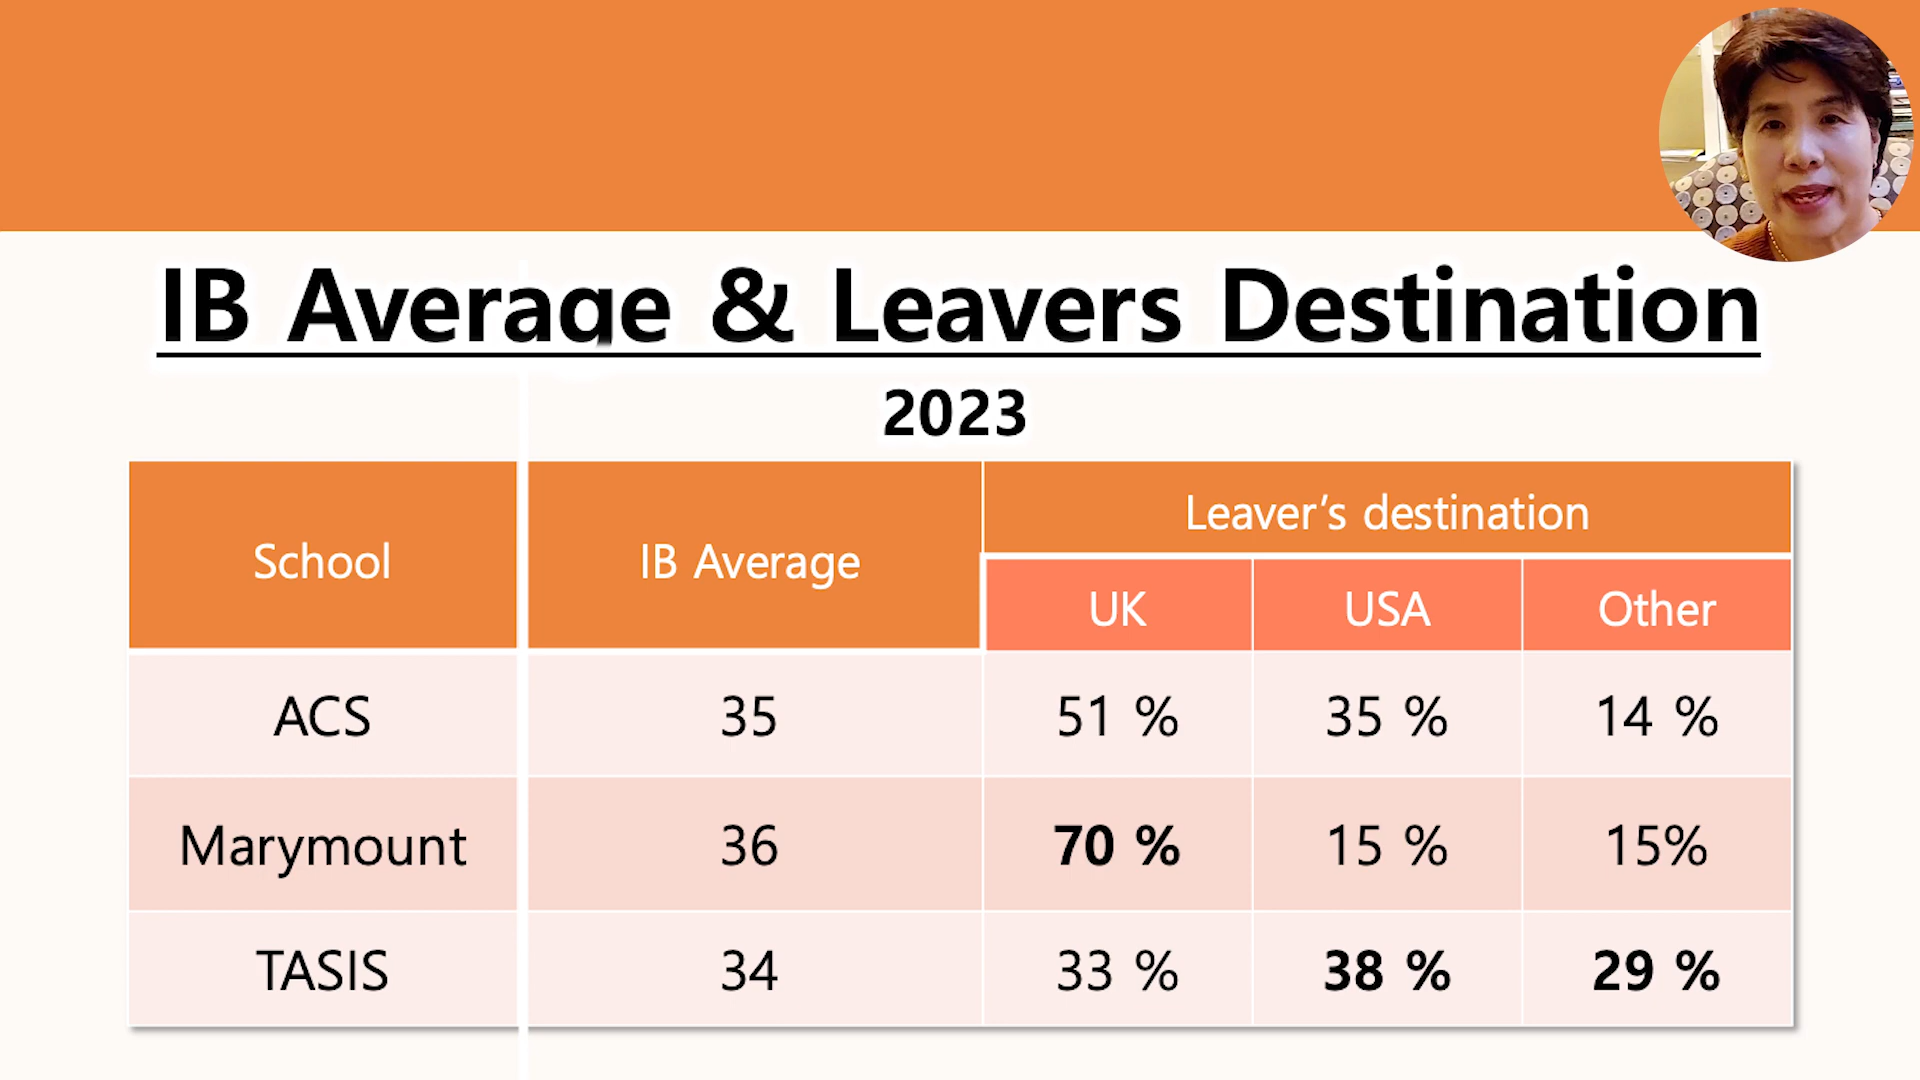 IB Average & Leavers Destination
2023
School IB Average Leaver’s destination
UK USA Other
ACS 35 51 % 35 % 14 %
Marymount 36 70 % 15 % 15%
TASIS 34 33 % 38 % 29 %